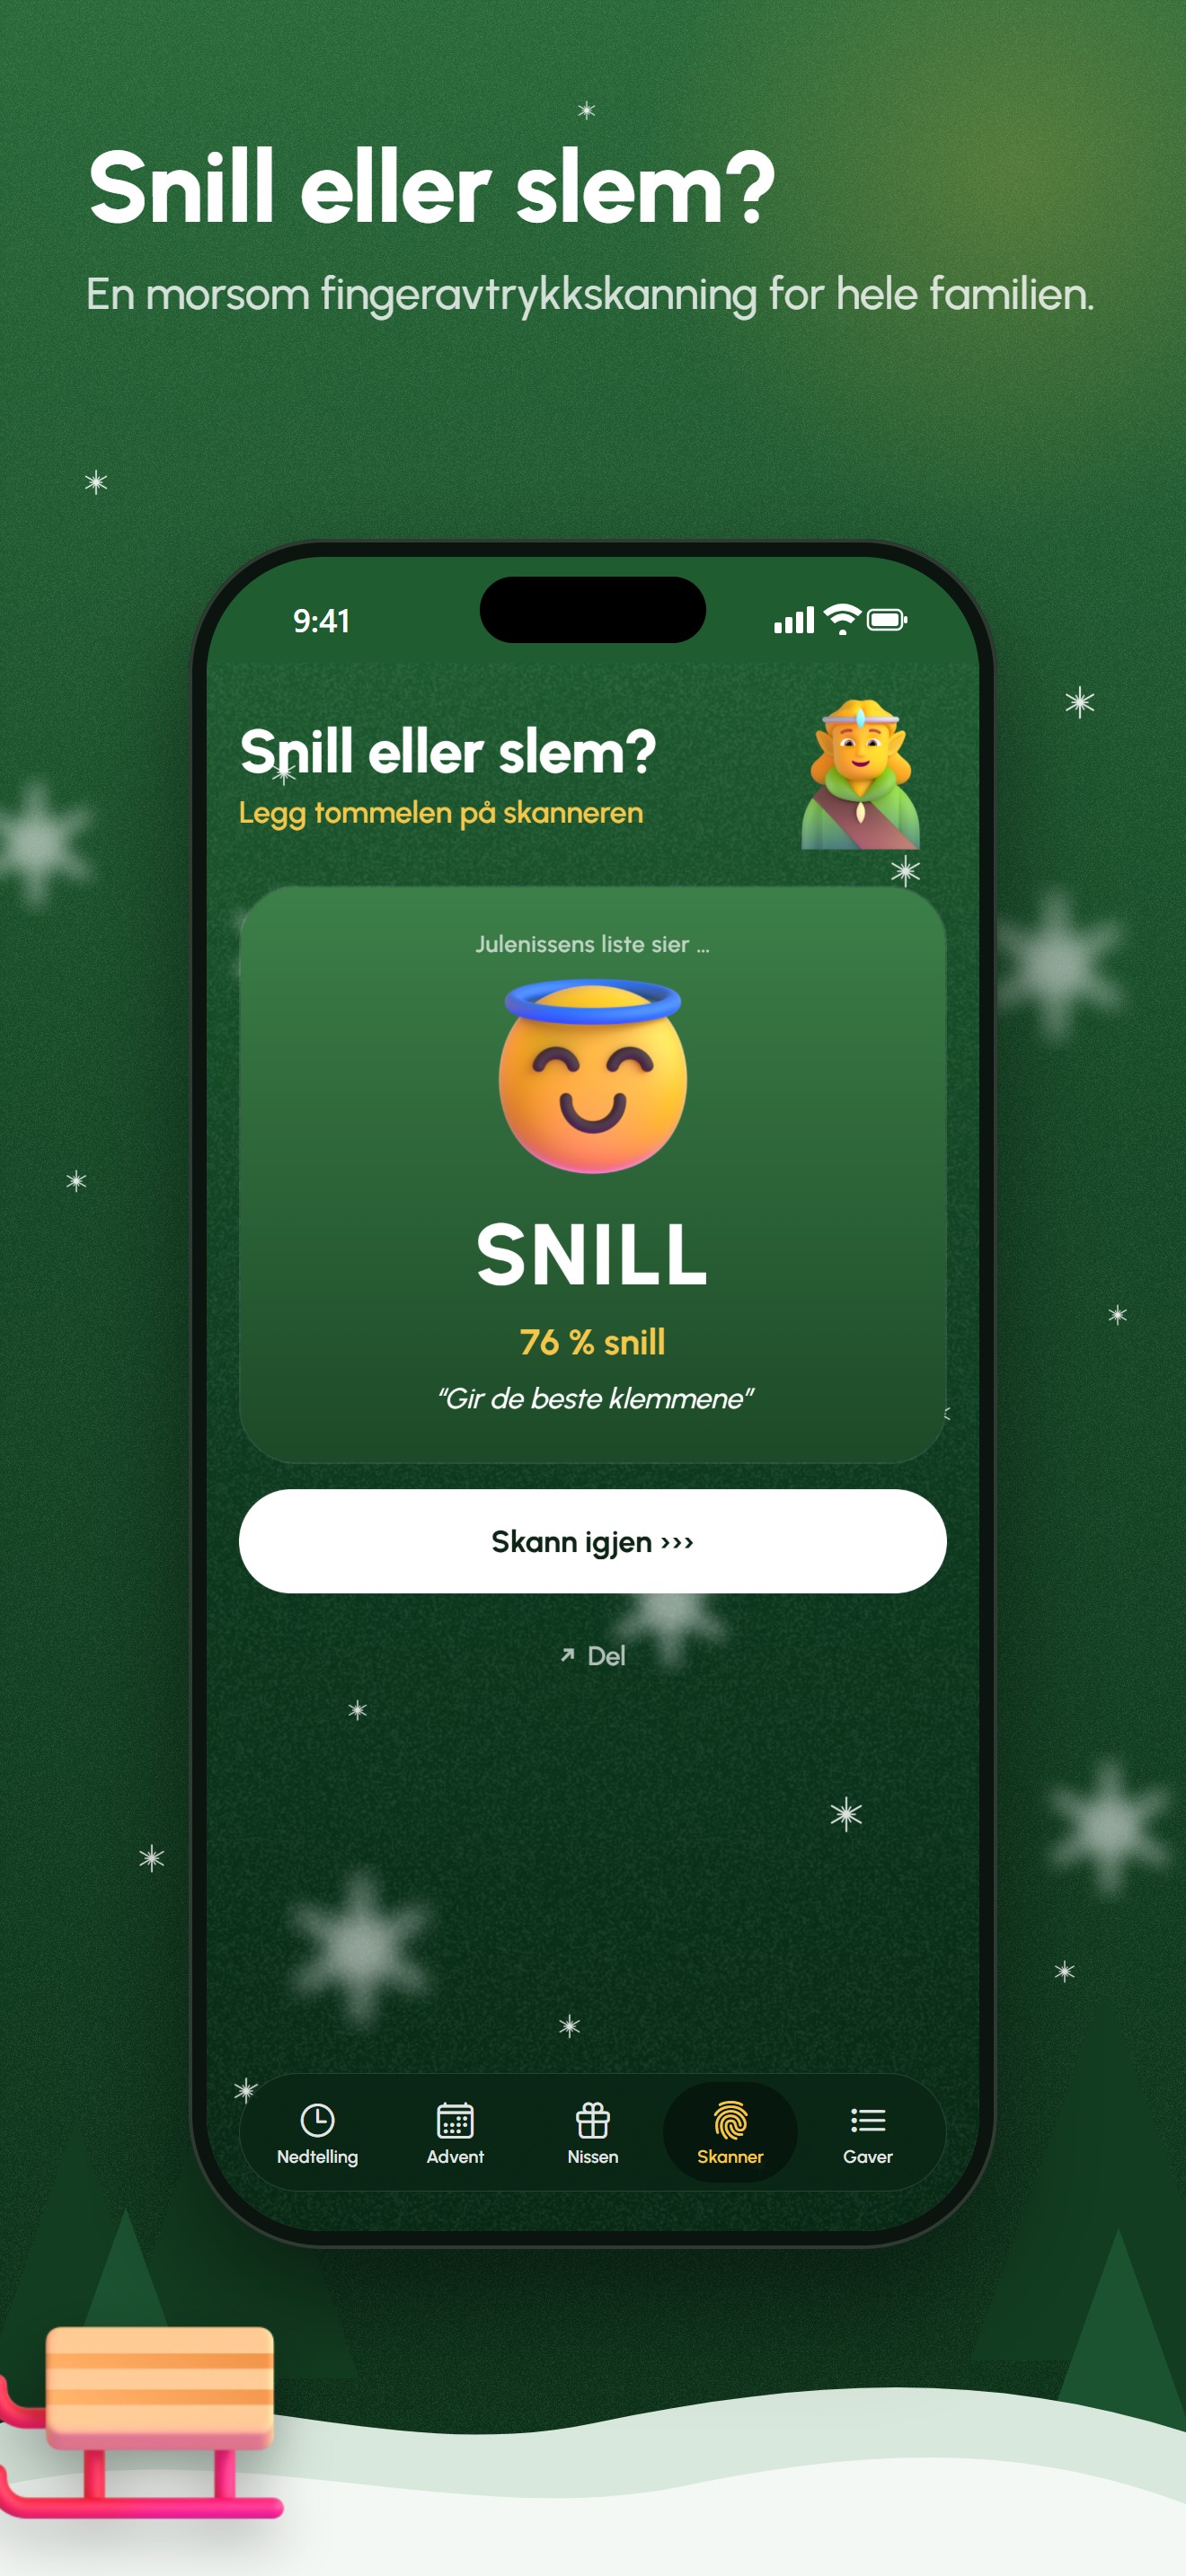 Snill eller slem?
En morsom fingeravtrykkskanning for hele familien.
9:41
Snill eller slem?
Legg tommelen på skanneren
Julenissens liste sier ...
SNILL
76 % snill
“Gir de beste klemmene”
Skann igjen ›››
↗ Del
Nedtelling Advent Nissen Skanner Gaver